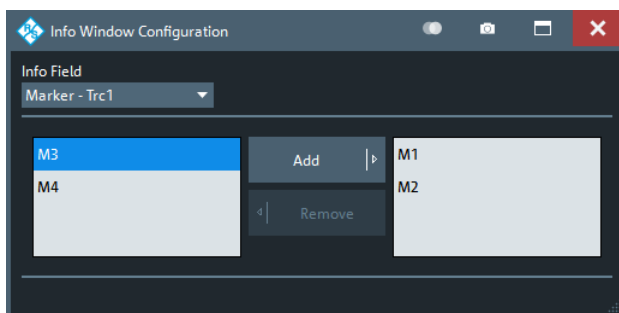 R&S Info Window Configuration
Info Field
Marker - Trc1
M3
M4
Add
Remove
M1
M2